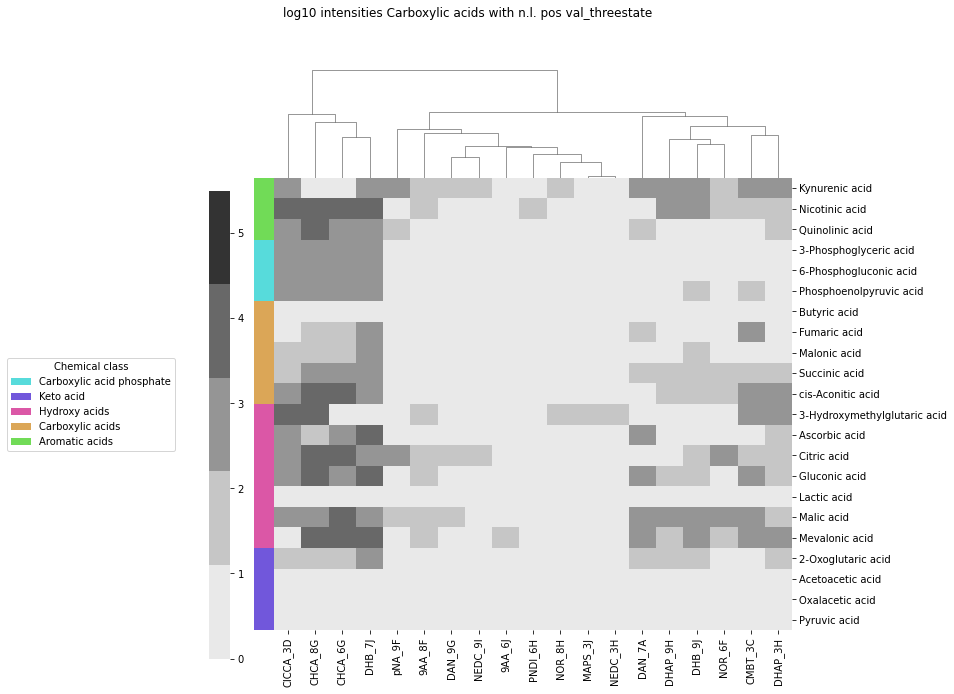 log10 intensities Carboxylic acids with n.l. pos val_threestate
Kynurenic acid
Nicotinic acid
Quinolinic acid
3-Phosphoglyceric acid
6-Phosphogluconic acid
Phosphoenolpyruvic acid
Butyric acid
Fumaric acid
Malonic acid
Succinic acid
cis-Aconitic acid
3-Hydroxymethylglutaric acid
Ascorbic acid
Citric acid
Gluconic acid
Lactic acid
Malic acid
Mevalonic acid
2-Oxoglutaric acid
Acetoacetic acid
Oxalacetic acid
Pyruvic acid
5
4
3
2
1
0
Chemical class
Carboxylic acid phosphate
Keto acid
Hydroxy acids
Carboxylic acids
Aromatic acids
ClCCA_3D
CHCA_8G
CHCA_6G
DHB_7J
pNA_9F
9AA_8F
DAN_9G
NEDC_9I
9AA_6J
PNDI_6H
NOR_8H
MAPS_3J
NEDC_3H
DAN_7A
DHAP_9H
DHB_9J
NOR_6F
CMBT_3C
DHAP_3H